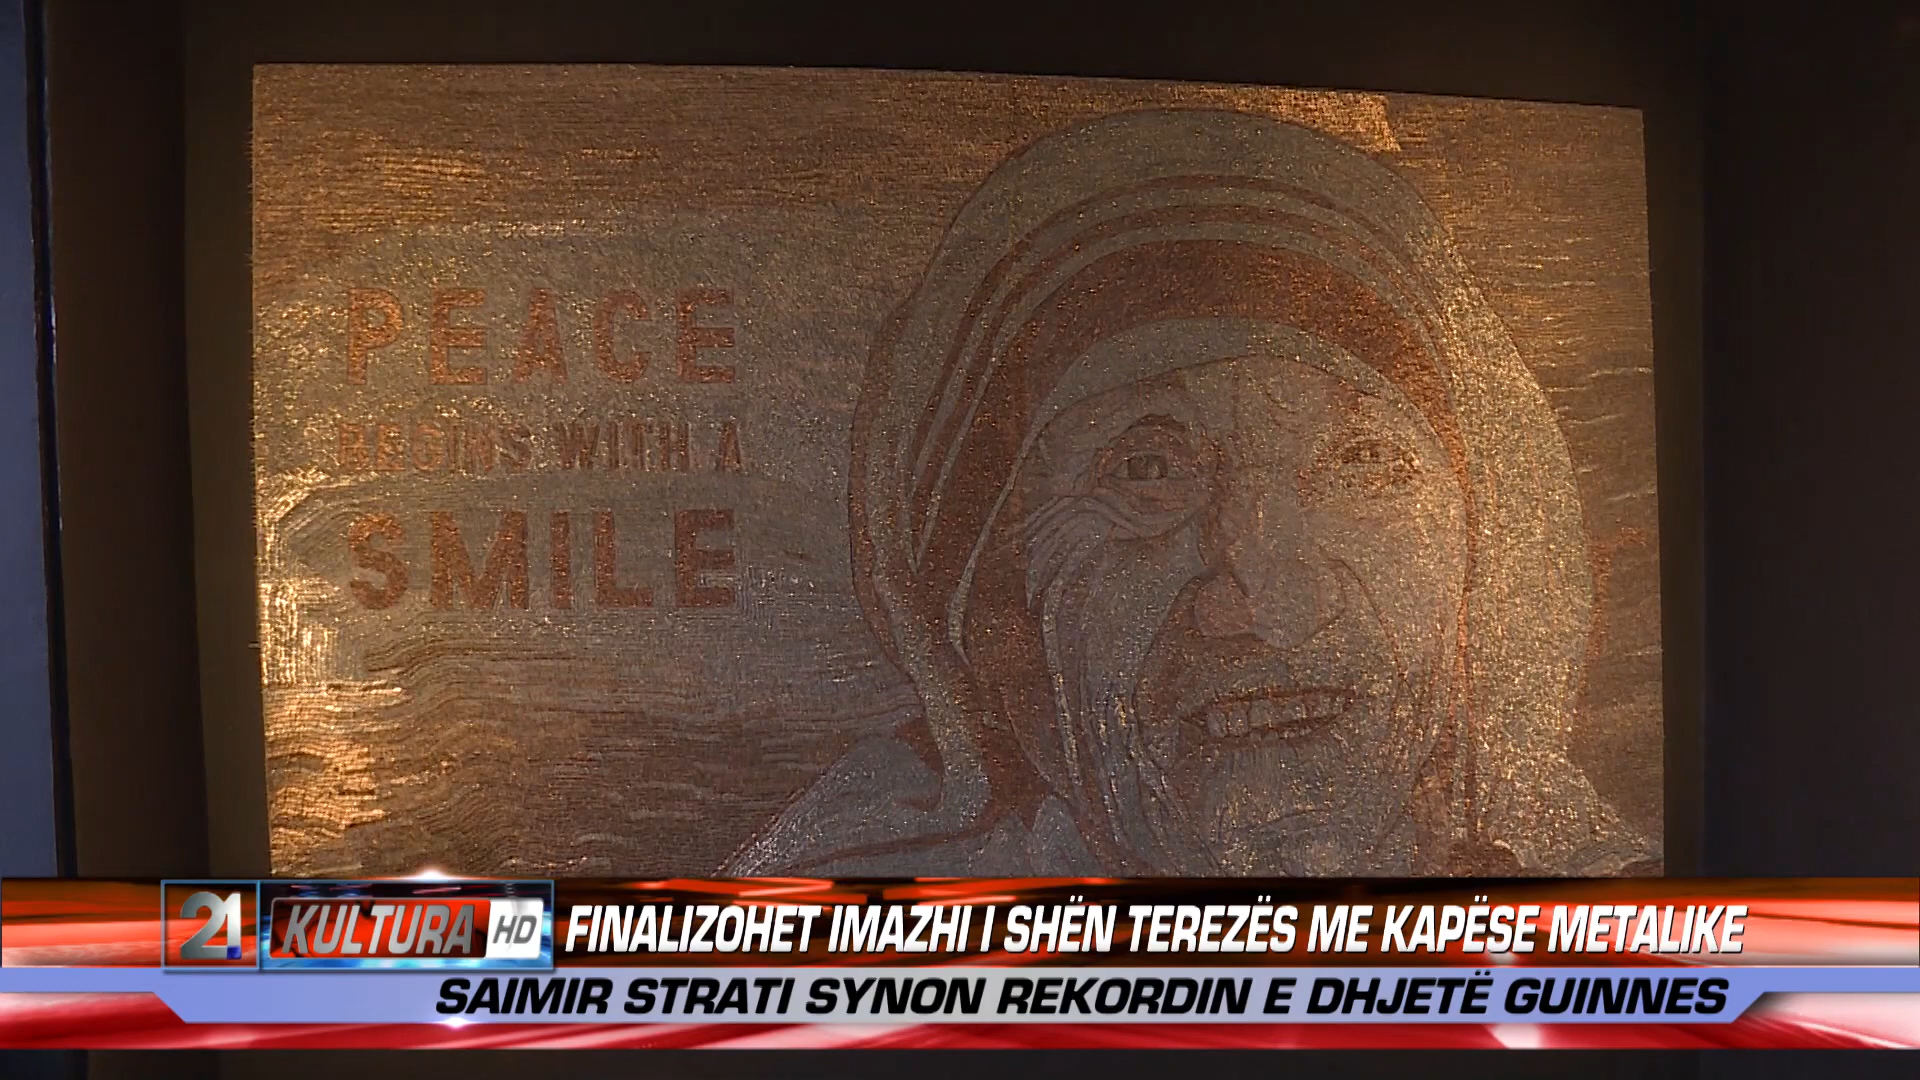 PEACE
BEGINS WITH A
SMILE
21 KULTURA HD FINALIZOHET IMAZHI I SHËN TEREZËS ME KAPËSE METALIKE
SAIMIR STRATI SYNON REKORDIN E DHJETË GUINNES